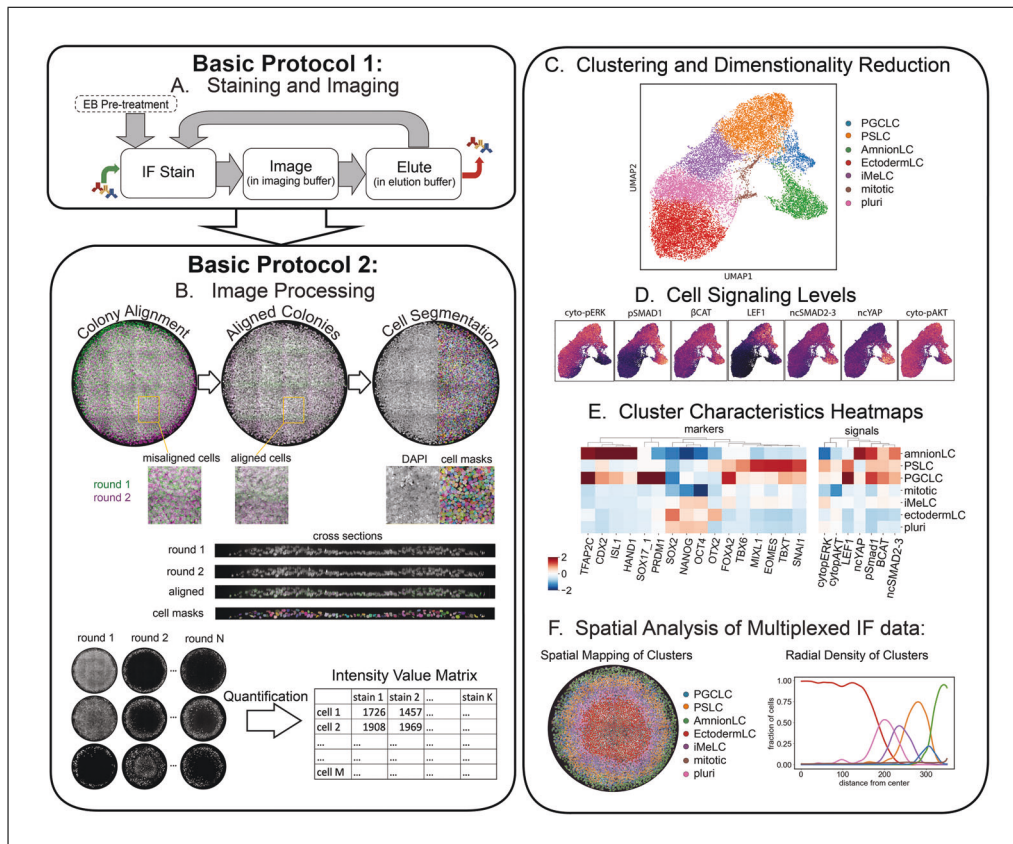 Basic Protocol 1:
A. Staining and Imaging
EB Pre-treatment
IF Stain
Image
(in imaging buffer)
Elute
(in elution buffer)
Basic Protocol 2:
B. Image Processing
Colony Alignment
Aligned Colonies
Cell Segmentation
misaligned cells
aligned cells
DAPI cell masks
round 1
round 2
cross sections
round 1
round 2
aligned
cell masks
round 1 round 2 round N
...
...
...
Quantification
Intensity Value Matrix
stain 1 stain 2 ... stain K
cell 1 1726 1457 ... ...
cell 2 1908 1969 ... ...
... ... ... ... ...
... ... ... ... ...
cell M ... ... ... ...
C. Clustering and Dimenstionality Reduction
UMAP2
UMAP1
PGCLC
PSLC
AmnionLC
EctodermLC
iMeLC
mitotic
pluri
D. Cell Signaling Levels
cyto-pERK pSMAD1 βCAT LEF1 ncSMAD2-3 ncYAP cyto-pAKT
E. Cluster Characteristics Heatmaps
markers signals
amnionLC
PSLC
PGCLC
mitotic
iMeLC
ectodermLC
pluri
2
0
-2
TFAP2C
CDX2
ISL1
HAND1
SOX17_1
PRDM1
SOX2
NANOG
OCT4
OTX2
FOXA2
TBX6
MIXL1
EOMES
TBXT
SNAI1
cytopERK
cytopAKT
LEF1
ncYAP
pSmad1
BCAT
ncSMAD2-3
F. Spatial Analysis of Multiplexed IF data:
Spatial Mapping of Clusters
PGCLC
PSLC
AmnionLC
EctodermLC
iMeLC
mitotic
pluri
Radial Density of Clusters
fraction of cells
1.00
0.75
0.50
0.25
0.00
0 100 200 300
distance from center